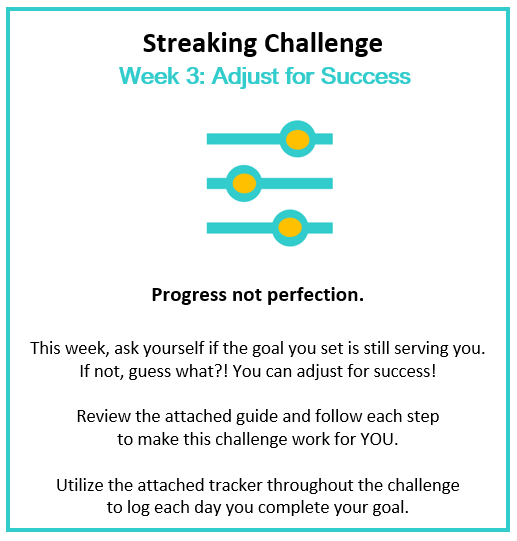 Streaking Challenge
Week 3: Adjust for Success
Progress not perfection.
This week, ask yourself if the goal you set is still serving you.
If not, guess what?! You can adjust for success!
Review the attached guide and follow each step
to make this challenge work for YOU.
Utilize the attached tracker throughout the challenge
to log each day you complete your goal.